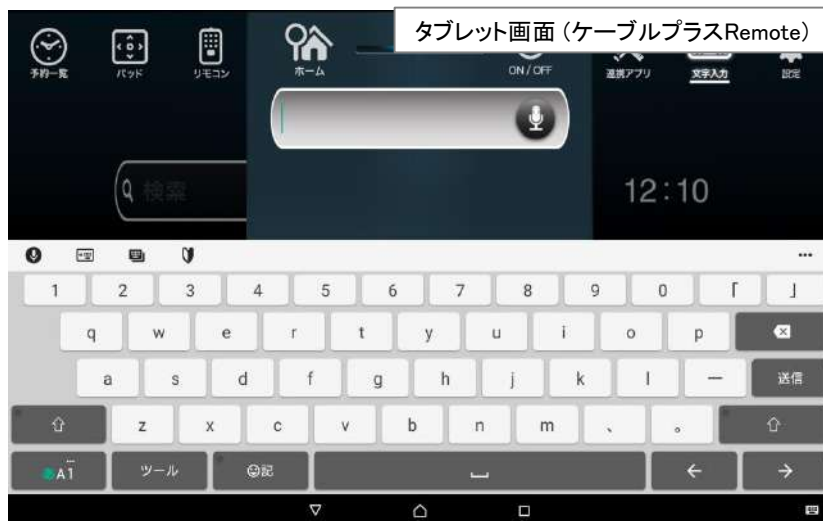 タブレット画面（ケーブルプラスRemote）
予約一覧
パッド
リモコン
ホーム
ON / OFF
連携アプリ
文字入力
設定
検索
12:10
1 2 3 4 5 6 7 8 9 0 「 」
q w e r t y u i o p
a s d f g h j k l ー 送信
z x c v b n m 、 。
A1 ツール 記